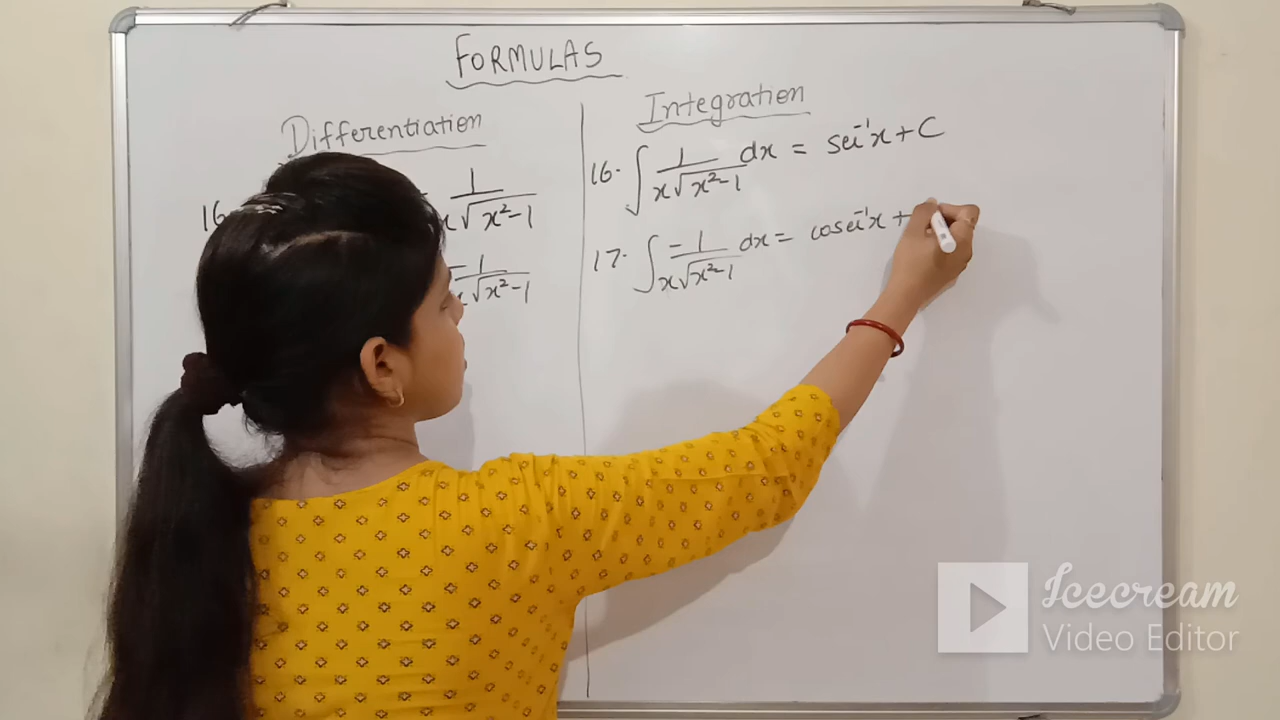 FORMULAS
Differentiation
16
1
x√x²-1
-1
x√x²-1
Integration
16. ∫ 1/x√x²-1 dx = sec⁻¹x + C
17. ∫ -1/x√x²-1 dx = cosec⁻¹x +
Icecream
Video Editor